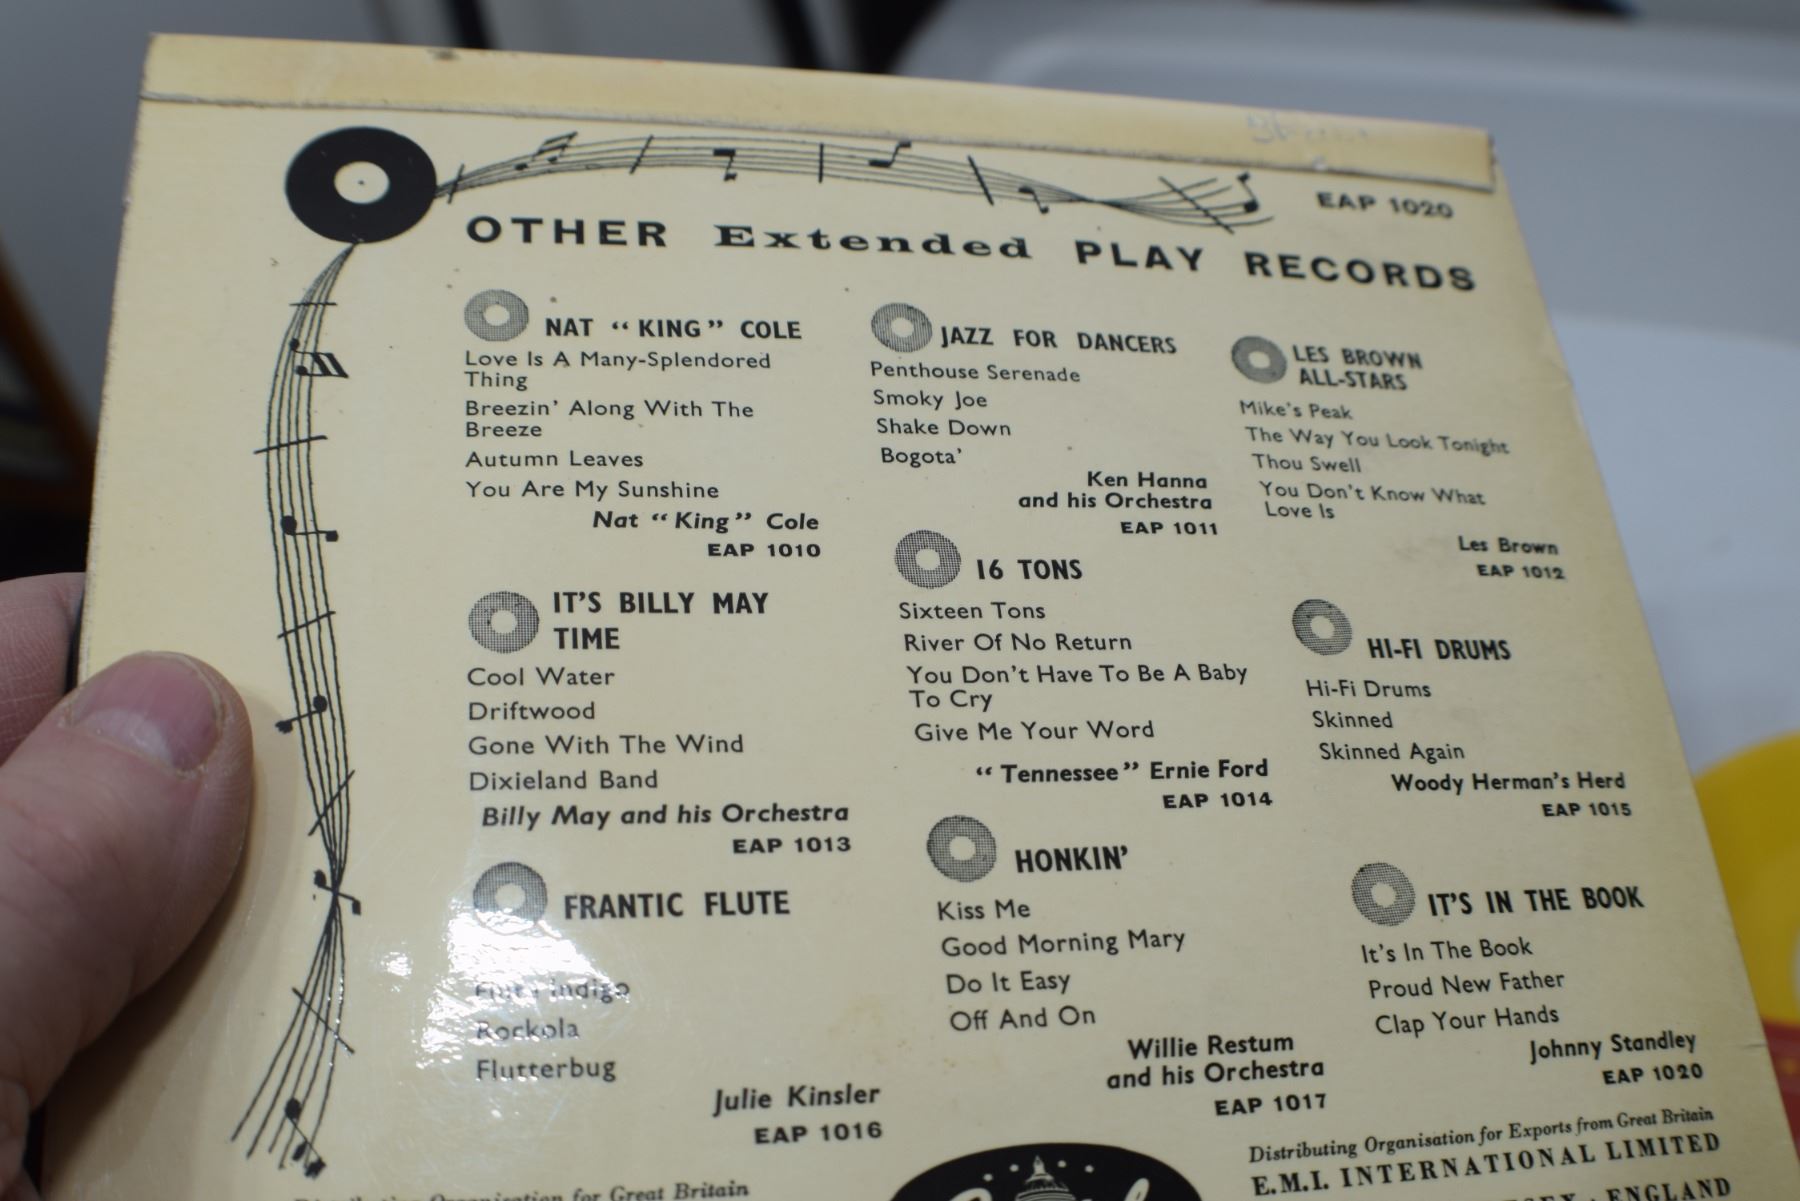 EAP 1020
OTHER Extended PLAY RECORDS
NAT “KING” COLE
Love Is A Many-Splendored
Thing
Breezin’ Along With The
Breeze
Autumn Leaves
You Are My Sunshine
Nat “King” Cole
EAP 1010
JAZZ FOR DANCERS
Penthouse Serenade
Smoky Joe
Shake Down
Bogota’
Ken Hanna
and his Orchestra
EAP 1011
LES BROWN
ALL-STARS
Mike’s Peak
The Way You Look Tonight
Thou Swell
You Don’t Know What
Love Is
Les Brown
EAP 1012
IT’S BILLY MAY
TIME
Cool Water
Driftwood
Gone With The Wind
Dixieland Band
Billy May and his Orchestra
EAP 1013
16 TONS
Sixteen Tons
River Of No Return
You Don’t Have To Be A Baby
To Cry
Give Me Your Word
“Tennessee” Ernie Ford
EAP 1014
HI-FI DRUMS
Hi-Fi Drums
Skinned
Skinned Again
Woody Herman’s Herd
EAP 1015
FRANTIC FLUTE
Indigo
Rockola
Flutterbug
Julie Kinsler
EAP 1016
HONKIN’
Kiss Me
Good Morning Mary
Do It Easy
Off And On
Willie Restum
and his Orchestra
EAP 1017
IT’S IN THE BOOK
It’s In The Book
Proud New Father
Clap Your Hands
Johnny Standley
EAP 1020
Distributing Organisation for Great Britain
Distributing Organisation for Exports from Great Britain
E.M.I. INTERNATIONAL LIMITED
ENGLAND